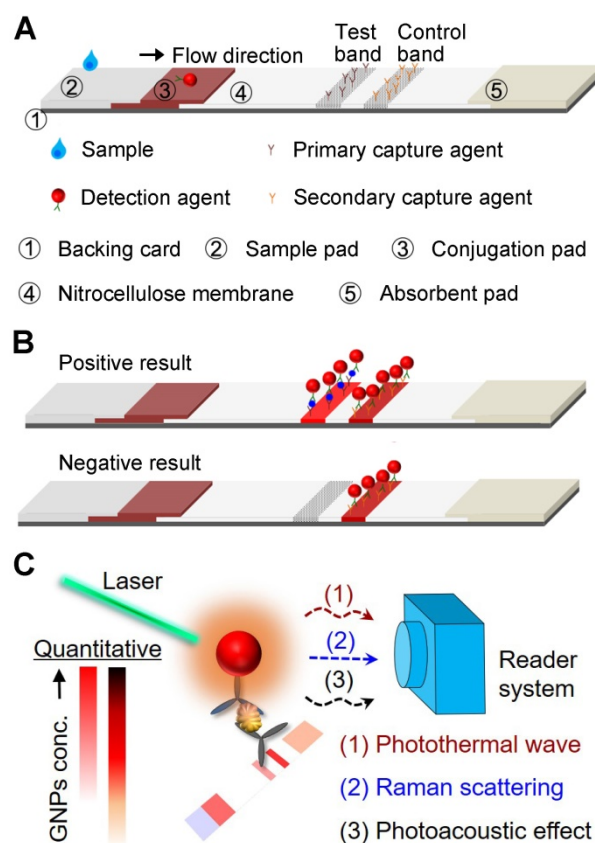 A
Flow direction
Test band
Control band
② ③ ④ ⑤
①
Sample
Primary capture agent
Detection agent
Secondary capture agent
① Backing card ② Sample pad ③ Conjugation pad
④ Nitrocellulose membrane ⑤ Absorbent pad
B
Positive result
Negative result
C
Laser
Quantitative
GNPs conc.
(1)
(2)
(3)
Reader
system
(1) Photothermal wave
(2) Raman scattering
(3) Photoacoustic effect